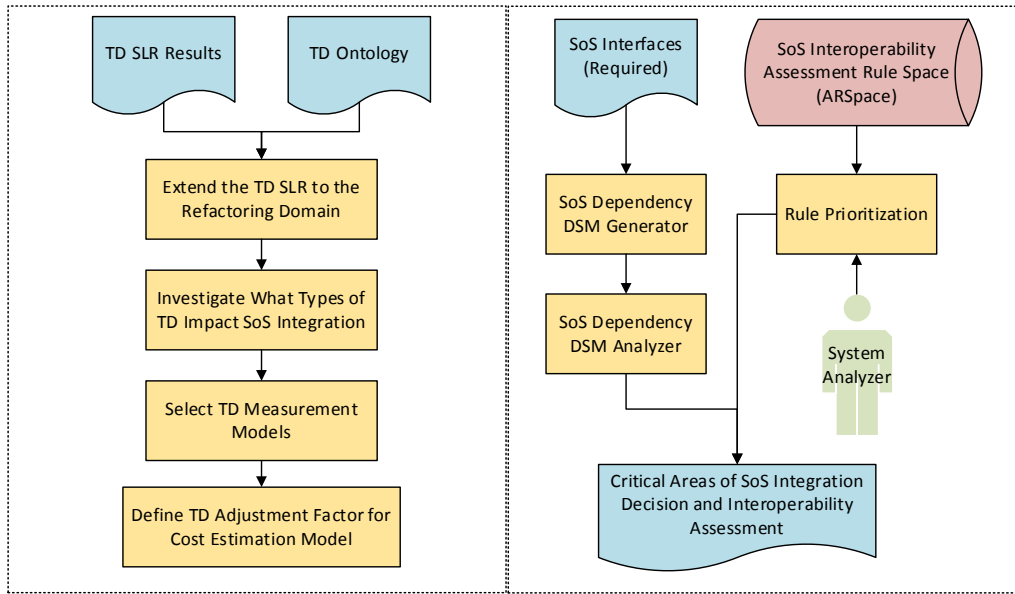 TD SLR Results
TD Ontology
Extend the TD SLR to the
Refactoring Domain
Investigate What Types of
TD Impact SoS Integration
Select TD Measurement
Models
Define TD Adjustment Factor for
Cost Estimation Model
SoS Interfaces
(Required)
SoS Interoperability
Assessment Rule Space
(ARSpace)
SoS Dependency
DSM Generator
Rule Prioritization
SoS Dependency
DSM Analyzer
System
Analyzer
Critical Areas of SoS Integration
Decision and Interoperability
Assessment